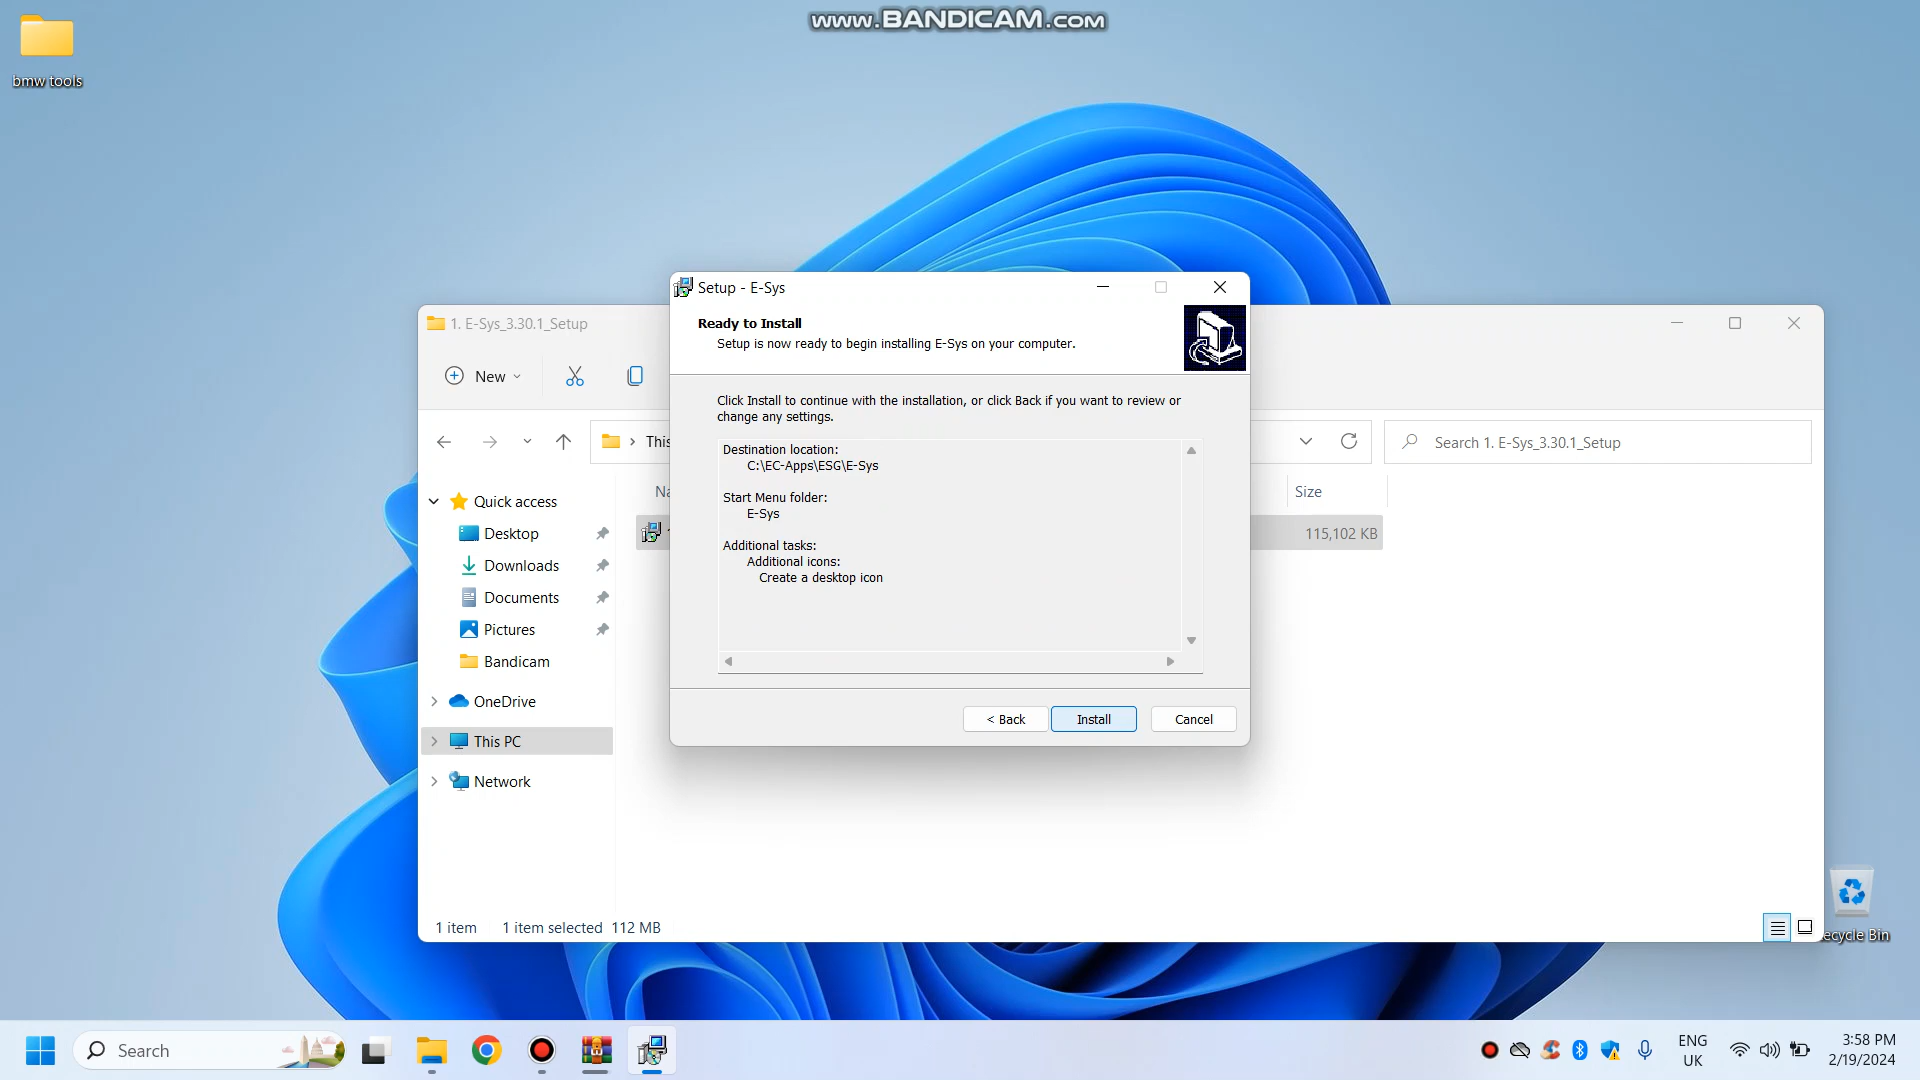 www.BANDICAM.com
bmw tools
Setup - E-Sys
Ready to Install
Setup is now ready to begin installing E-Sys on your computer.
Click Install to continue with the installation, or click Back if you want to review or
change any settings.
Destination location:
C:\EC-Apps\ESG\E-Sys
Start Menu folder:
E-Sys
Additional tasks:
Additional icons:
Create a desktop icon
< Back
Install
Cancel
1. E-Sys_3.30.1_Setup
New
This
Search 1. E-Sys_3.30.1_Setup
Na
Size
115,102 KB
Quick access
Desktop
Downloads
Documents
Pictures
Bandicam
OneDrive
This PC
Network
1 item
1 item selected 112 MB
ecycle Bin
Search
ENG
UK
3:58 PM
2/19/2024